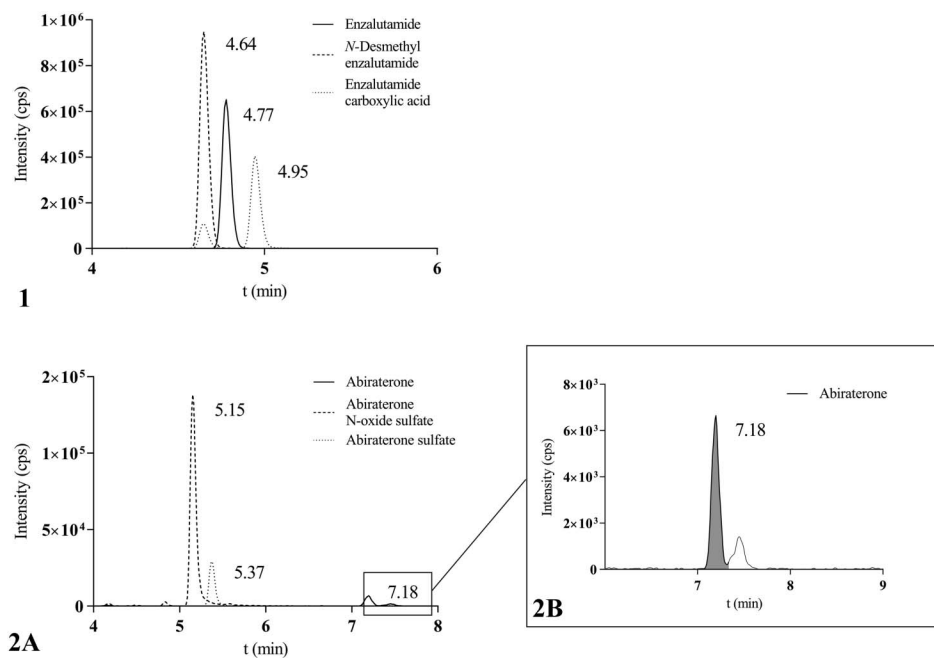 1×10⁶
8×10⁵
6×10⁵
4×10⁵
2×10⁵
0
Intensity (cps)
4.64
4.77
4.95
Enzalutamide
N-Desmethyl
enzalutamide
Enzalutamide
carboxylic acid
4 5 6
t (min)
1
2×10⁵
1×10⁵
5×10⁴
0
Intensity (cps)
5.15
5.37
7.18
Abiraterone
Abiraterone
N-oxide sulfate
Abiraterone sulfate
4 5 6 7 8
t (min)
2A
8×10³
6×10³
4×10³
2×10³
0
Intensity (cps)
7.18
Abiraterone
7 8 9
t (min)
2B